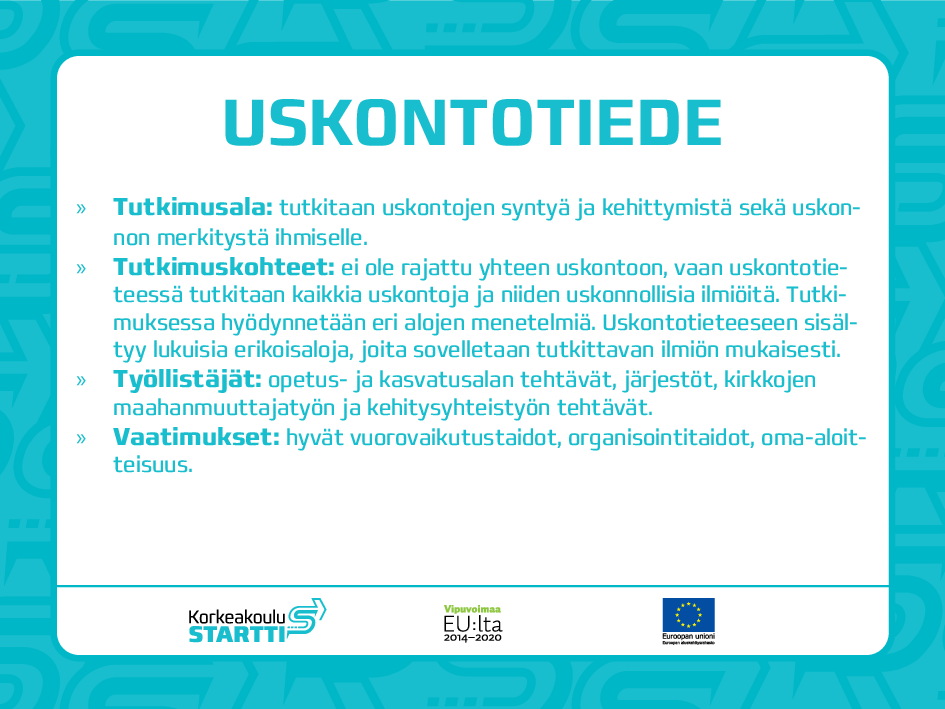 USKONTOTIEDE
» Tutkimusala: tutkitaan uskontojen syntyä ja kehittymistä sekä uskon-
non merkitystä ihmiselle.
» Tutkimuskohteet: ei ole rajattu yhteen uskontoon, vaan uskontotie-
teessä tutkitaan kaikkia uskontoja ja niiden uskonnollisia ilmiöitä. Tutki-
muksessa hyödynnetään eri alojen menetelmiä. Uskontotieteeseen sisäl-
tyy lukuisia erikoisaloja, joita sovelletaan tutkittavan ilmiön mukaisesti.
» Työllistäjät: opetus- ja kasvatusalan tehtävät, järjestöt, kirkkojen
maahanmuuttajatyön ja kehitysyhteistyön tehtävät.
» Vaatimukset: hyvät vuorovaikutustaidot, organisointitaidot, oma-aloit-
teisuus.
Korkeakoulu
STARTTI
Vipuvoimaa
EU:lta
2014–2020
Euroopan unioni
Euroopan aluekehitysrahasto